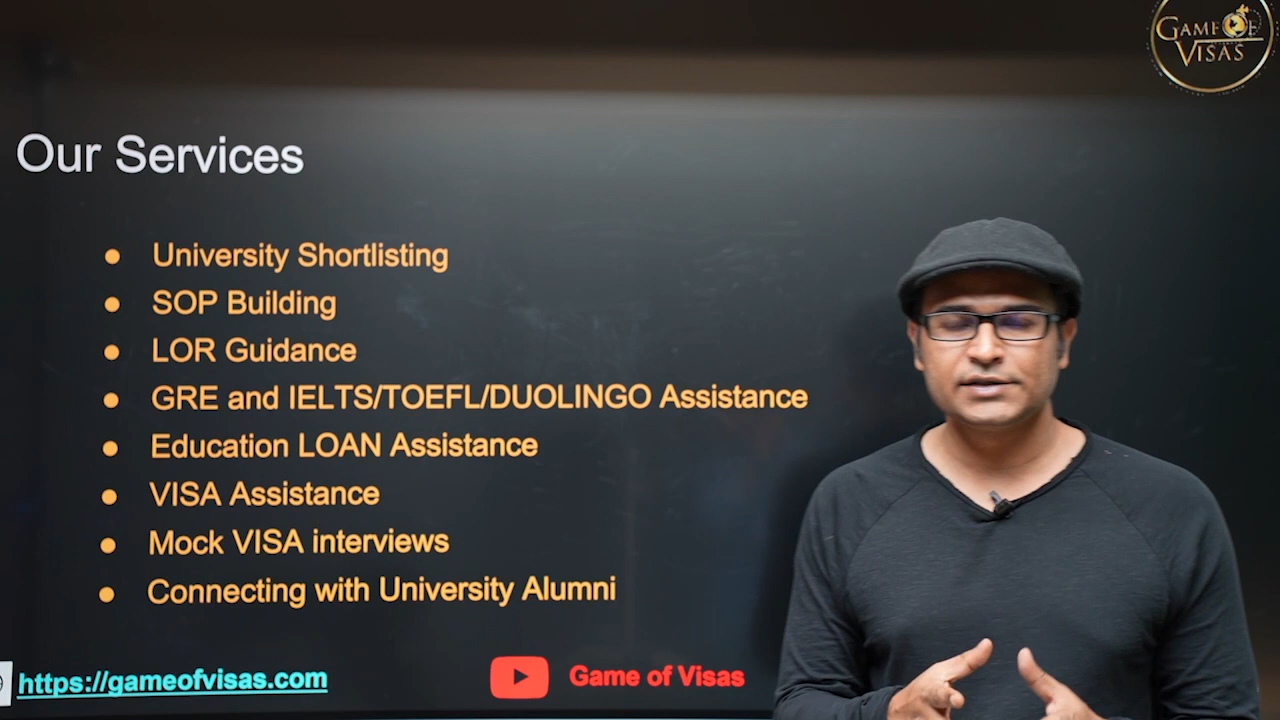 GAME OF
VISAS
Our Services
University Shortlisting
SOP Building
LOR Guidance
GRE and IELTS/TOEFL/DUOLINGO Assistance
Education LOAN Assistance
VISA Assistance
Mock VISA interviews
Connecting with University Alumni
https://gameofvisas.com
Game of Visas